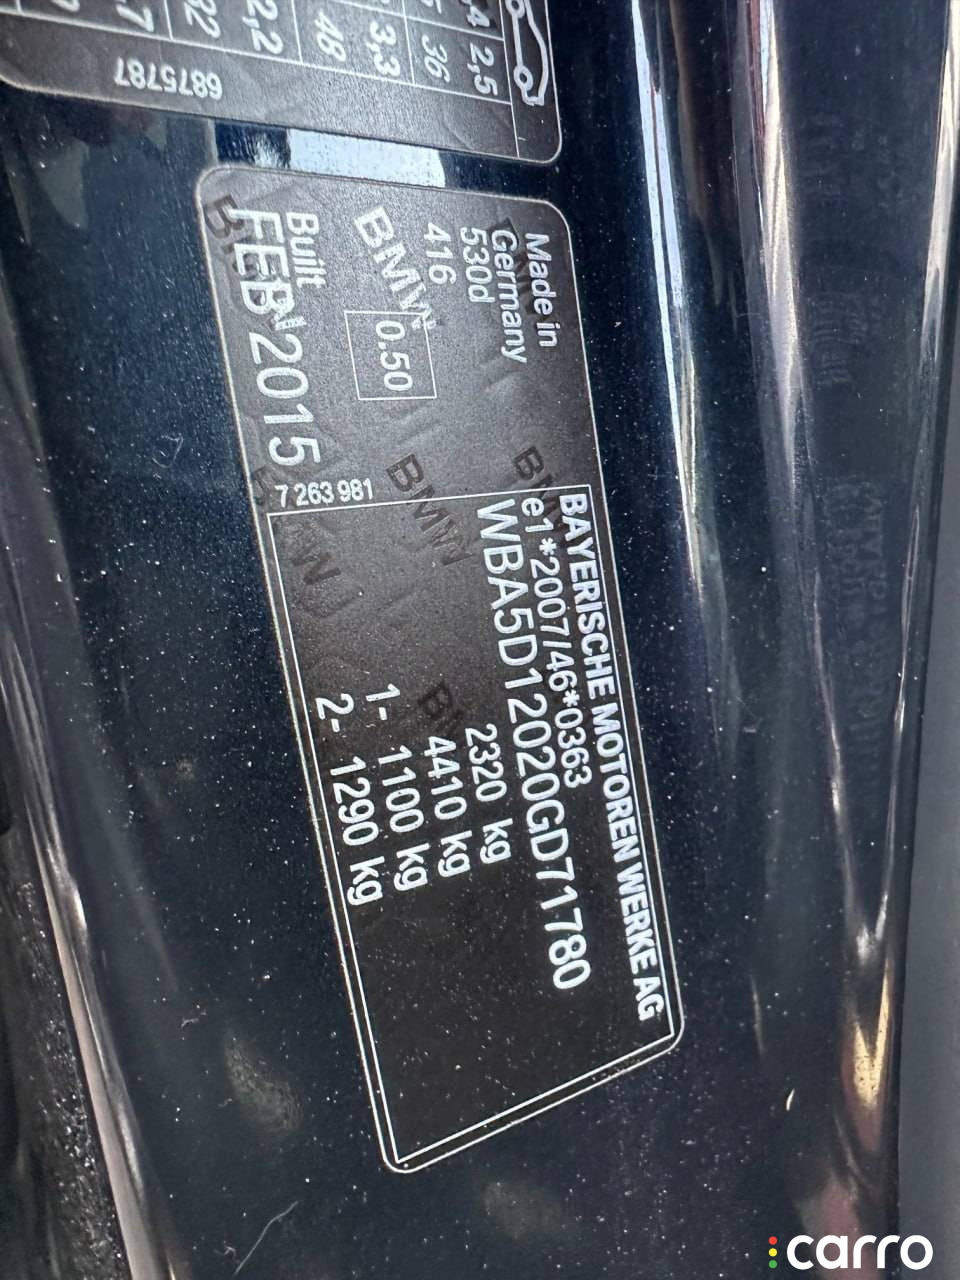 2,5
36
3,3
48
2,2
6875787
Made in
Germany
530d
416
BMW
0.50
Built
FEB 2015
7 263 981
BAYERISCHE MOTOREN WERKE AG
e1*2007/46*0363
WBA5D12020GD71780
2320 kg
4410 kg
1- 1100 kg
2- 1290 kg
carro